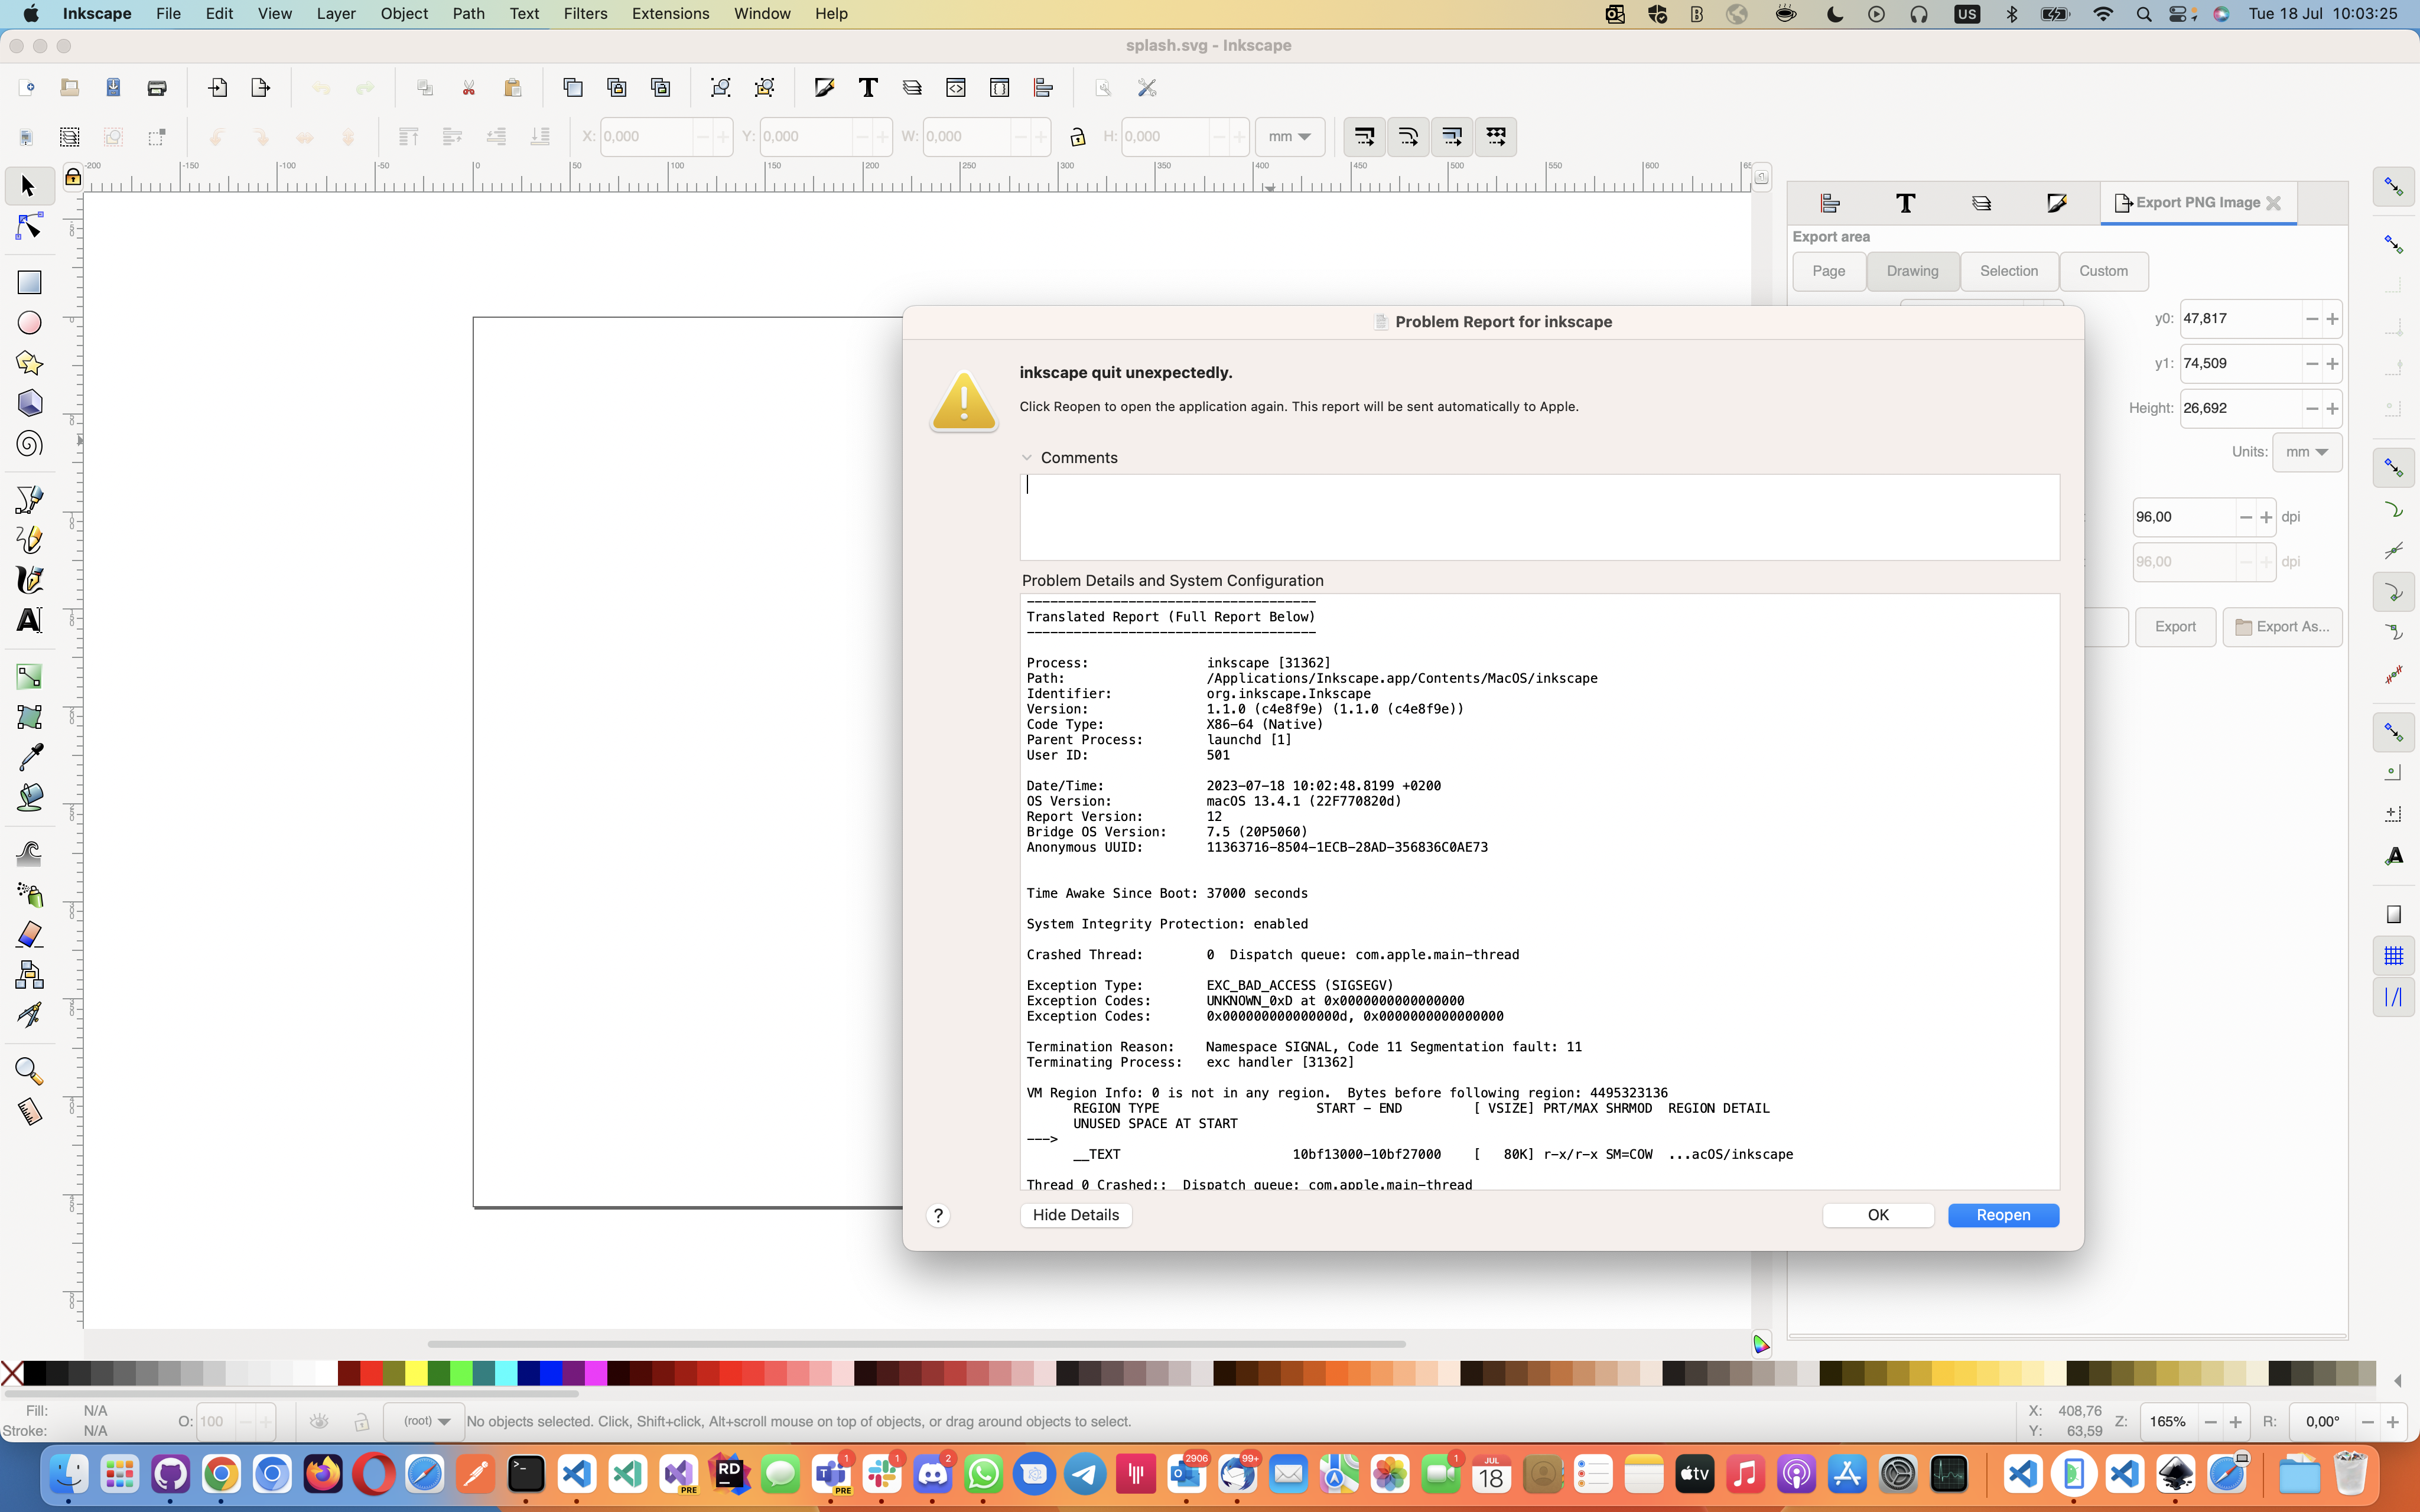 Inkscape File Edit View Layer Object Path Text Filters Extensions Window Help US Tue 18 Jul 10:03:25
splash.svg - Inkscape
X: 0,000 Y: 0,000 W: 0,000 H: 0,000 mm
-200 -150 -100 -50 0 50 100 150 200 250 300 350 400 450 500 550 600
Export PNG Image
Export area
Page Drawing Selection Custom
y0: 47,817
y1: 74,509
Height: 26,692
Units: mm
96,00 dpi
96,00 dpi
Export Export As...
Problem Report for inkscape
inkscape quit unexpectedly.
Click Reopen to open the application again. This report will be sent automatically to Apple.
Comments
Problem Details and System Configuration
-------------------------------------
Translated Report (Full Report Below)
-------------------------------------
Process: inkscape [31362]
Path: /Applications/Inkscape.app/Contents/MacOS/inkscape
Identifier: org.inkscape.Inkscape
Version: 1.1.0 (c4e8f9e) (1.1.0 (c4e8f9e))
Code Type: X86-64 (Native)
Parent Process: launchd [1]
User ID: 501
Date/Time: 2023-07-18 10:02:48.8199 +0200
OS Version: macOS 13.4.1 (22F770820d)
Report Version: 12
Bridge OS Version: 7.5 (20P5060)
Anonymous UUID: 11363716-8504-1ECB-28AD-356836C0AE73
Time Awake Since Boot: 37000 seconds
System Integrity Protection: enabled
Crashed Thread: 0 Dispatch queue: com.apple.main-thread
Exception Type: EXC_BAD_ACCESS (SIGSEGV)
Exception Codes: UNKNOWN_0xD at 0x0000000000000000
Exception Codes: 0x000000000000000d, 0x0000000000000000
Termination Reason: Namespace SIGNAL, Code 11 Segmentation fault: 11
Terminating Process: exc handler [31362]
VM Region Info: 0 is not in any region. Bytes before following region: 4495323136
REGION TYPE START - END [ VSIZE] PRT/MAX SHRMOD REGION DETAIL
UNUSED SPACE AT START
--->
__TEXT 10bf13000-10bf27000 [ 80K] r-x/r-x SM=COW ...acOS/inkscape
Thread 0 Crashed:: Dispatch queue: com.apple.main-thread
? Hide Details OK Reopen
Fill: N/A
Stroke: N/A
O: 100 (root) No objects selected. Click, Shift+click, Alt+scroll mouse on top of objects, or drag around objects to select.
X: 408,76
Y: 63,59
Z: 165% R: 0,00°
PRE RD 1 PRE 1 2 2906 99+ 1 JUL 18 tv